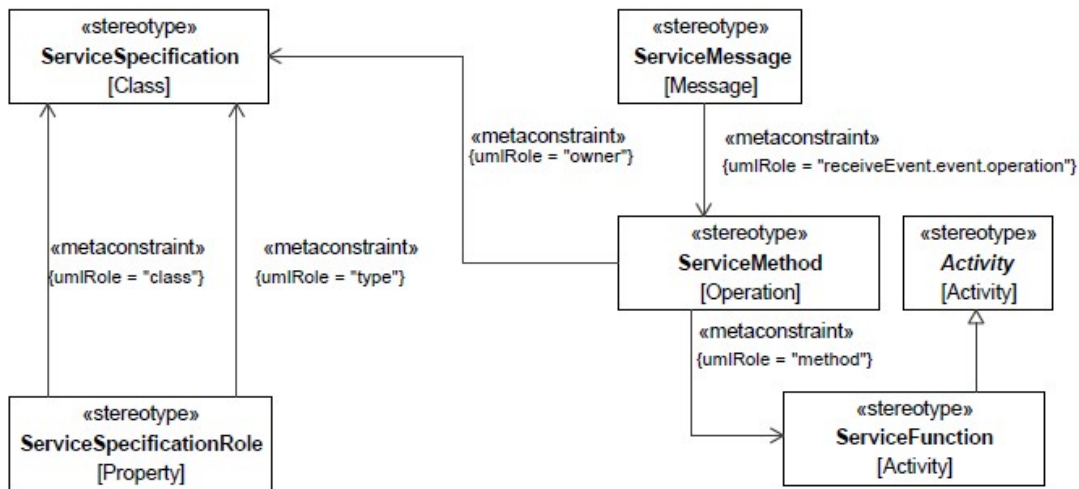 «stereotype»
ServiceSpecification
[Class]
«stereotype»
ServiceMessage
[Message]
«metaconstraint»
{umlRole = "owner"}
«metaconstraint»
{umlRole = "receiveEvent.event.operation"}
«metaconstraint»
{umlRole = "class"}
«metaconstraint»
{umlRole = "type"}
«stereotype»
ServiceMethod
[Operation]
«stereotype»
Activity
[Activity]
«metaconstraint»
{umlRole = "method"}
«stereotype»
ServiceSpecificationRole
[Property]
«stereotype»
ServiceFunction
[Activity]